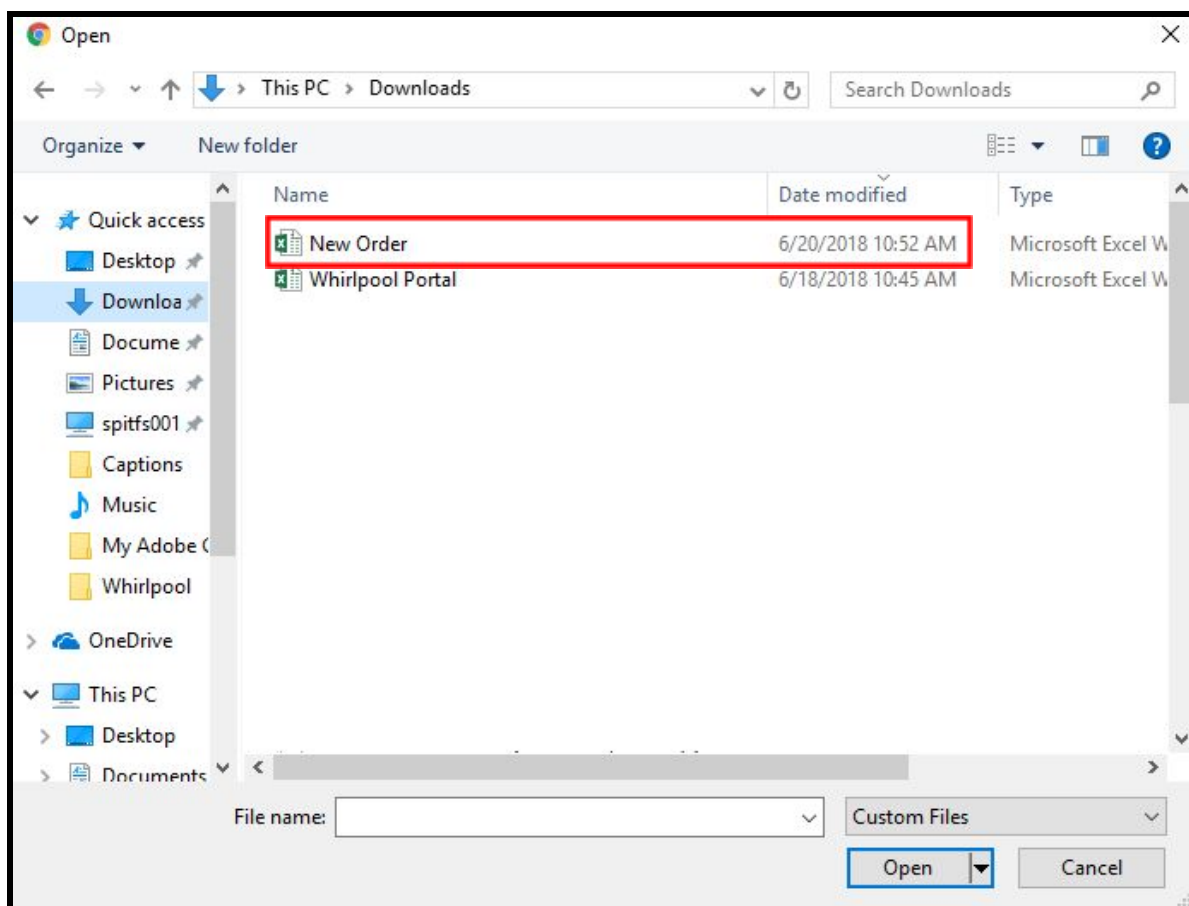 Open
This PC > Downloads
Search Downloads
Organize
New folder
Name
Date modified
Type
Quick access
Desktop
Downloa
Docume
Pictures
spitfs001
Captions
Music
My Adobe
Whirlpool
OneDrive
This PC
Desktop
Documents
New Order 6/20/2018 10:52 AM Microsoft Excel W
Whirlpool Portal 6/18/2018 10:45 AM Microsoft Excel W
File name:
Custom Files
Open
Cancel